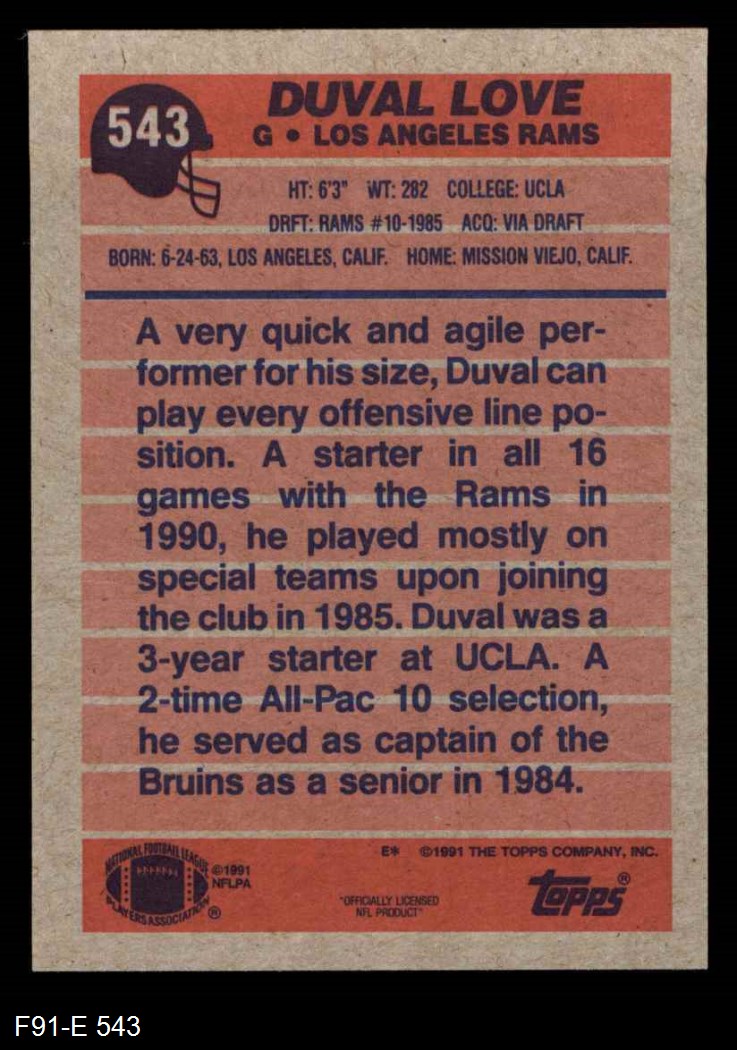 543
DUVAL LOVE
G • LOS ANGELES RAMS
HT: 6'3" WT: 282 COLLEGE: UCLA
DRFT: RAMS #10-1985 ACQ: VIA DRAFT
BORN: 6-24-63, LOS ANGELES, CALIF. HOME: MISSION VIEJO, CALIF.
A very quick and agile per-
former for his size, Duval can
play every offensive line po-
sition. A starter in all 16
games with the Rams in
1990, he played mostly on
special teams upon joining
the club in 1985. Duval was a
3-year starter at UCLA. A
2-time All-Pac 10 selection,
he served as captain of the
Bruins as a senior in 1984.
E* ©1991 THE TOPPS COMPANY, INC.
NATIONAL FOOTBALL LEAGUE
PLAYERS ASSOCIATION ®
©1991
NFLPA
"OFFICIALLY LICENSED
NFL PRODUCT"
Topps®
F91-E 543